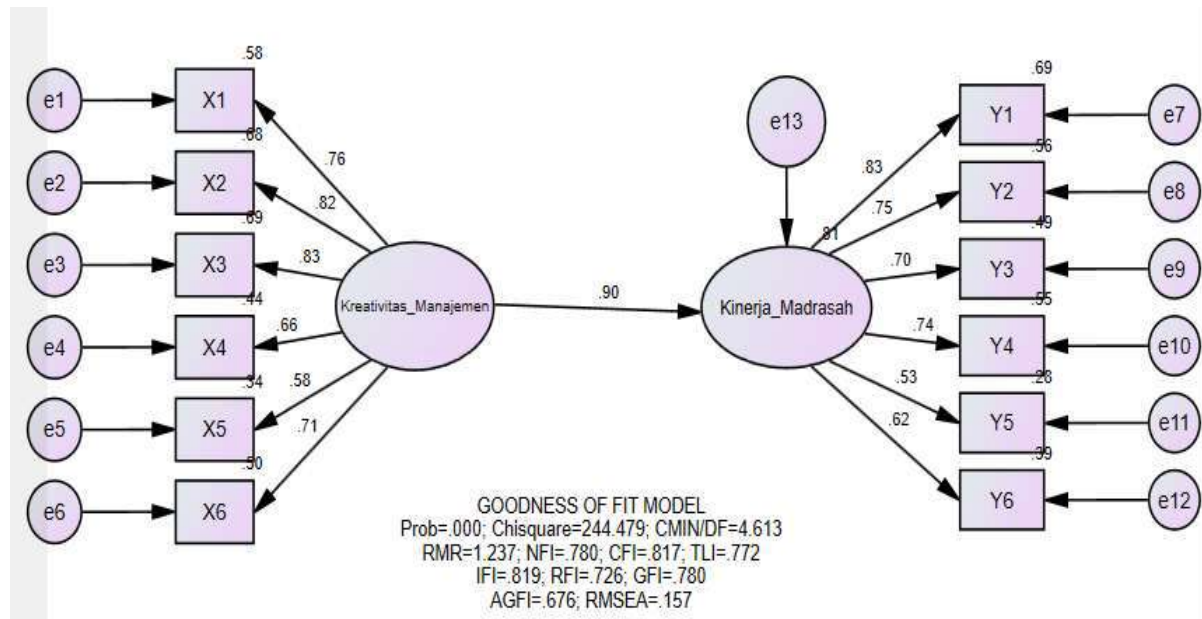 .58
e1
X1
.68
e2
X2
.69
e3
X3
.44
e4
X4
.34
e5
X5
.50
e6
X6
.76
.82
.83
.66
.58
.71
Kreativitas_Manajemen
.90
e13
.81
Kinerja_Madrasah
.83
.75
.70
.74
.53
.62
.69
Y1
e7
.56
Y2
e8
.49
Y3
e9
.55
Y4
e10
.28
Y5
e11
.39
Y6
e12
GOODNESS OF FIT MODEL
Prob=.000; Chisquare=244.479; CMIN/DF=4.613
RMR=1.237; NFI=.780; CFI=.817; TLI=.772
IFI=.819; RFI=.726; GFI=.780
AGFI=.676; RMSEA=.157